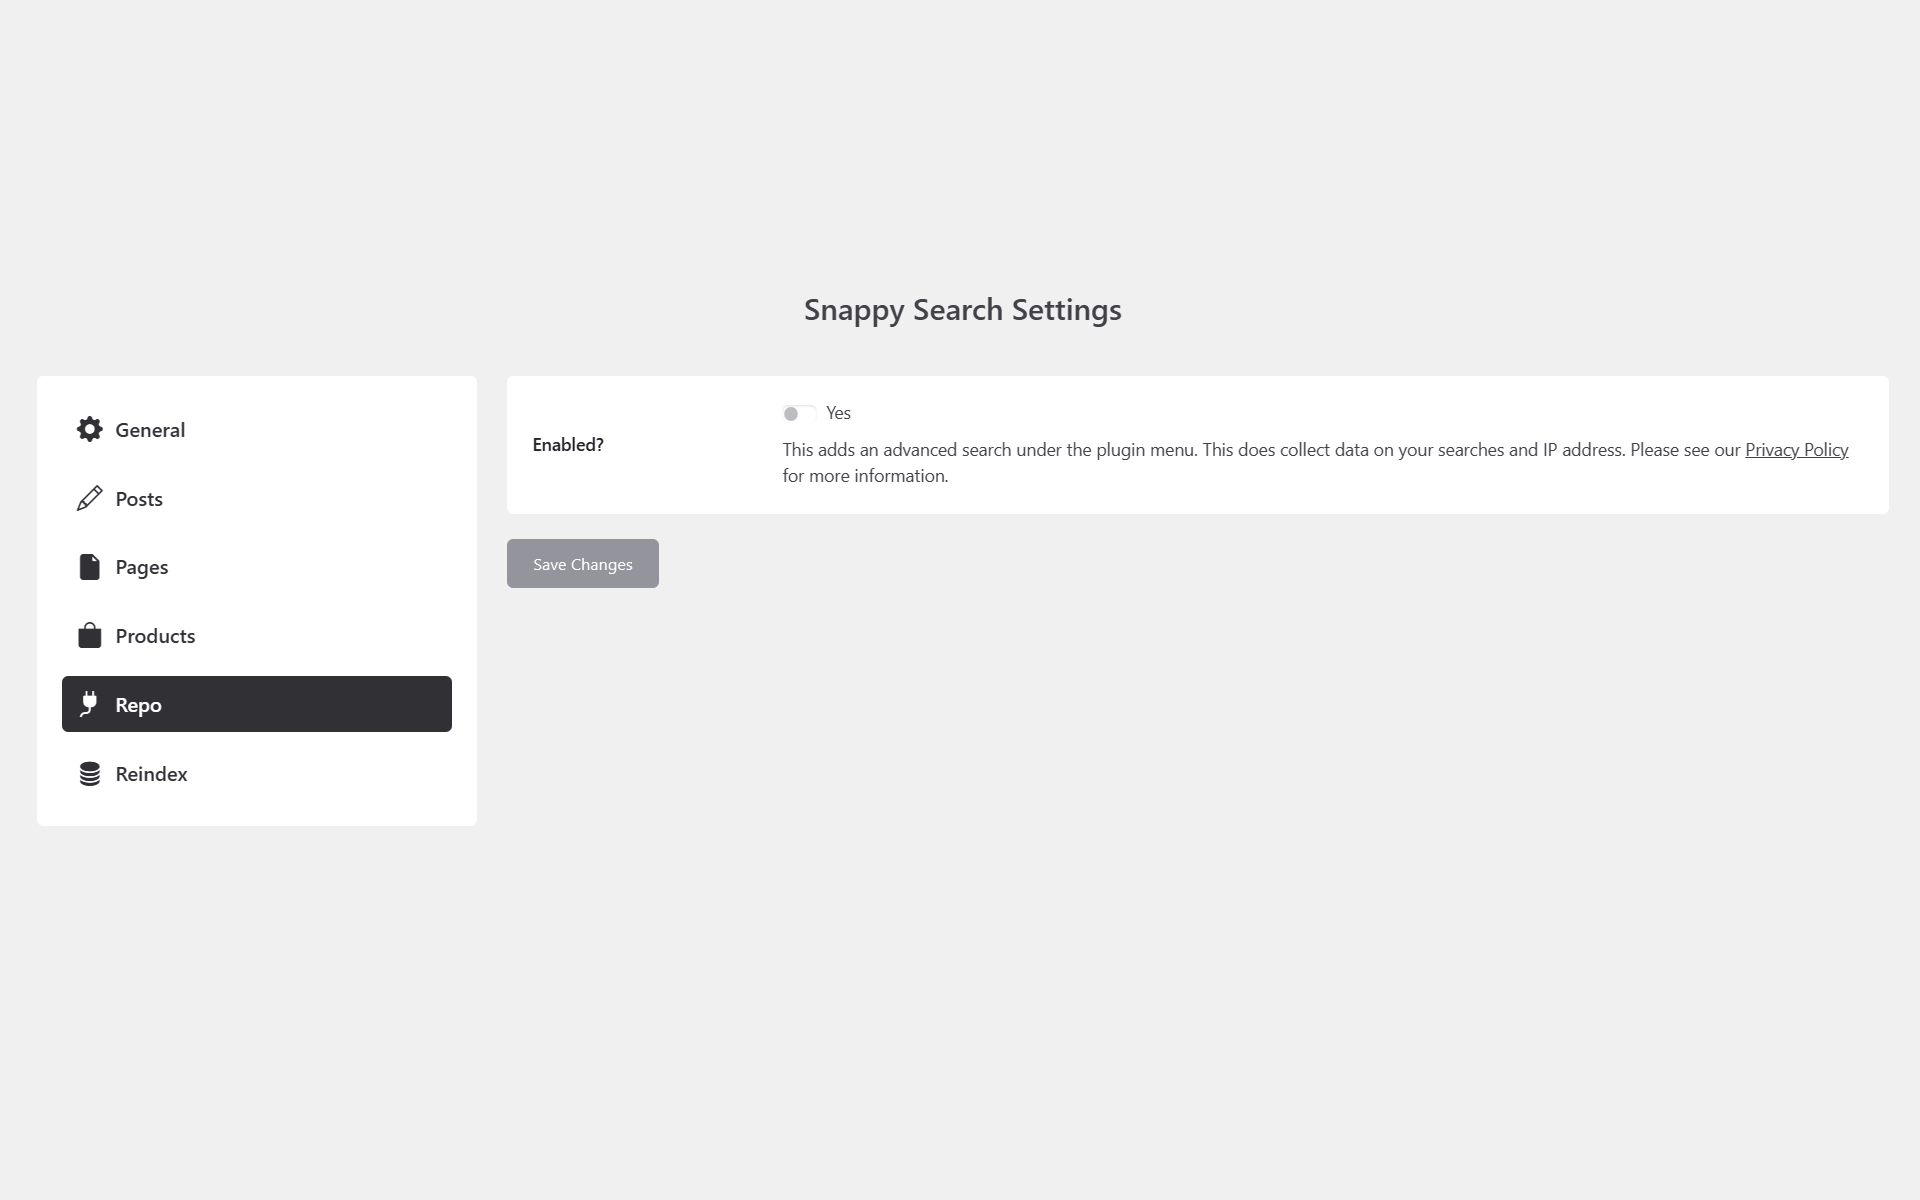 Snappy Search Settings
General
Posts
Pages
Products
Repo
Reindex
Enabled?
Yes
This adds an advanced search under the plugin menu. This does collect data on your searches and IP address. Please see our Privacy Policy
for more information.
Save Changes